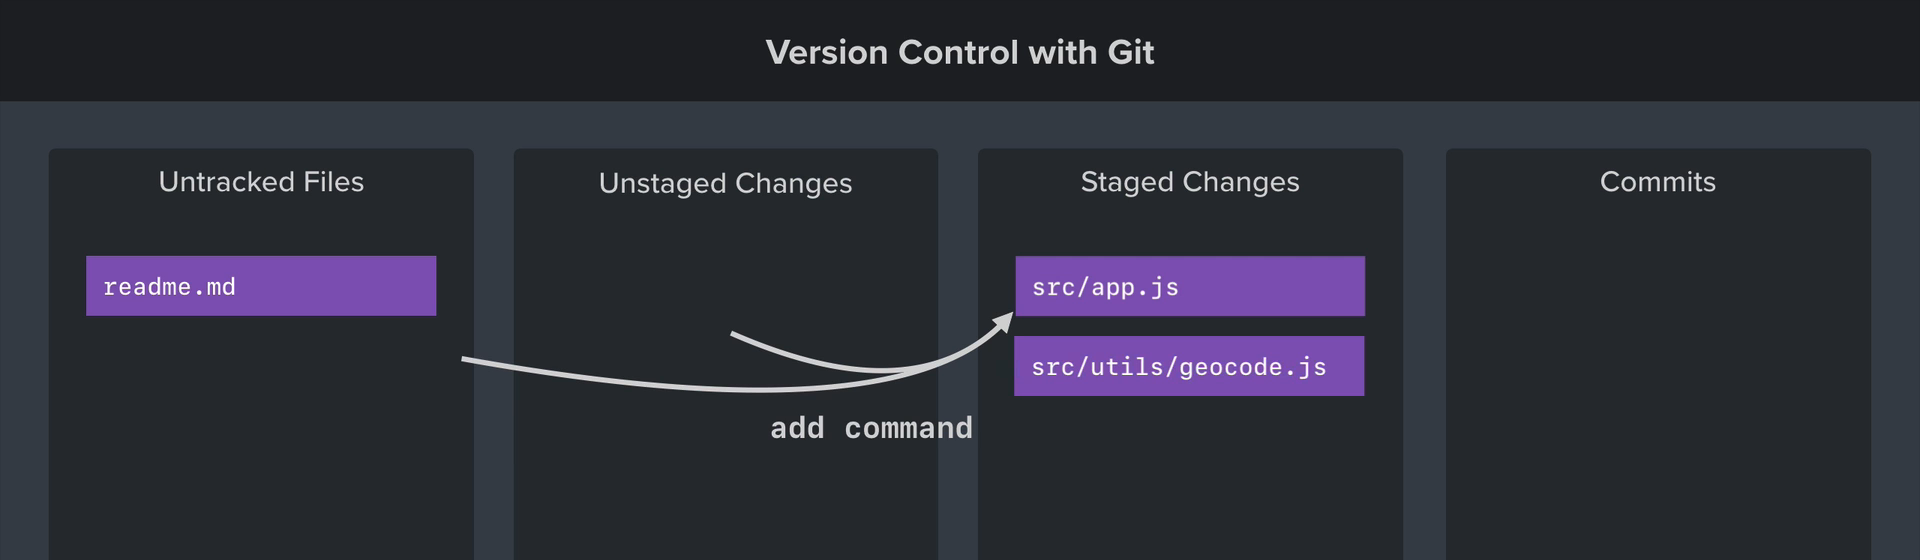 Version Control with Git
Untracked Files
Unstaged Changes
Staged Changes
Commits
readme.md
src/app.js
src/utils/geocode.js
add command